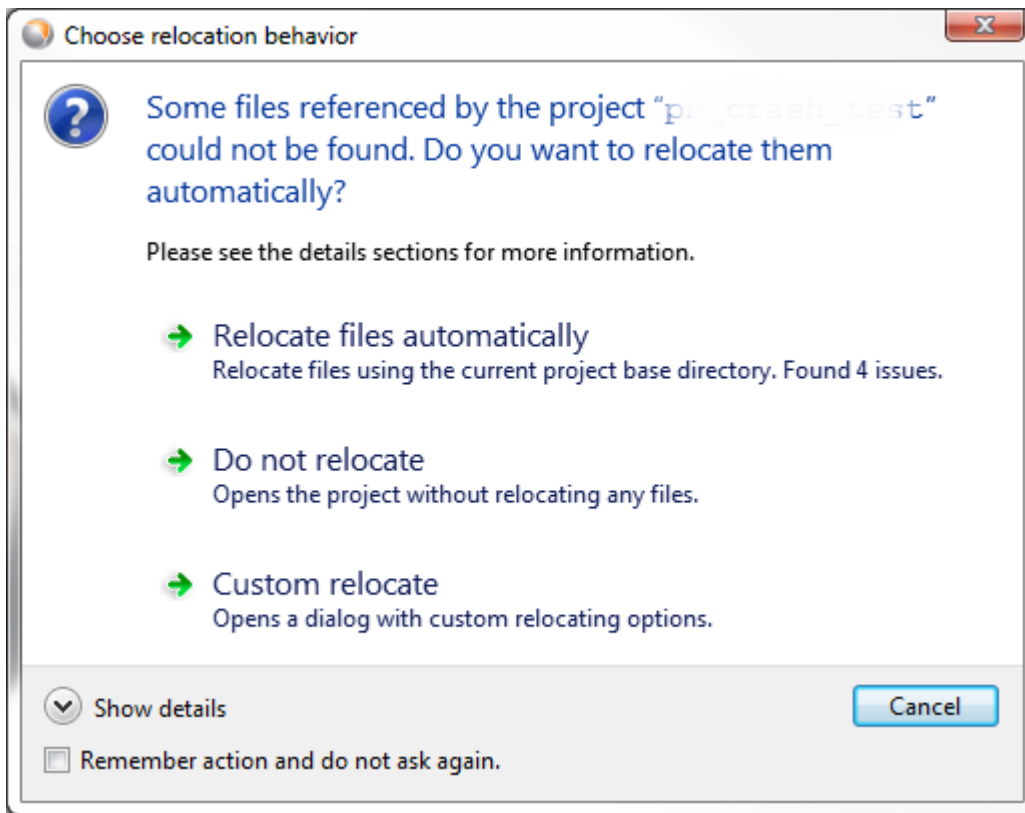 Choose relocation behavior
Some files referenced by the project "ph_crash_test"
could not be found. Do you want to relocate them
automatically?
Please see the details sections for more information.
Relocate files automatically
Relocate files using the current project base directory. Found 4 issues.
Do not relocate
Opens the project without relocating any files.
Custom relocate
Opens a dialog with custom relocating options.
Show details
Cancel
Remember action and do not ask again.